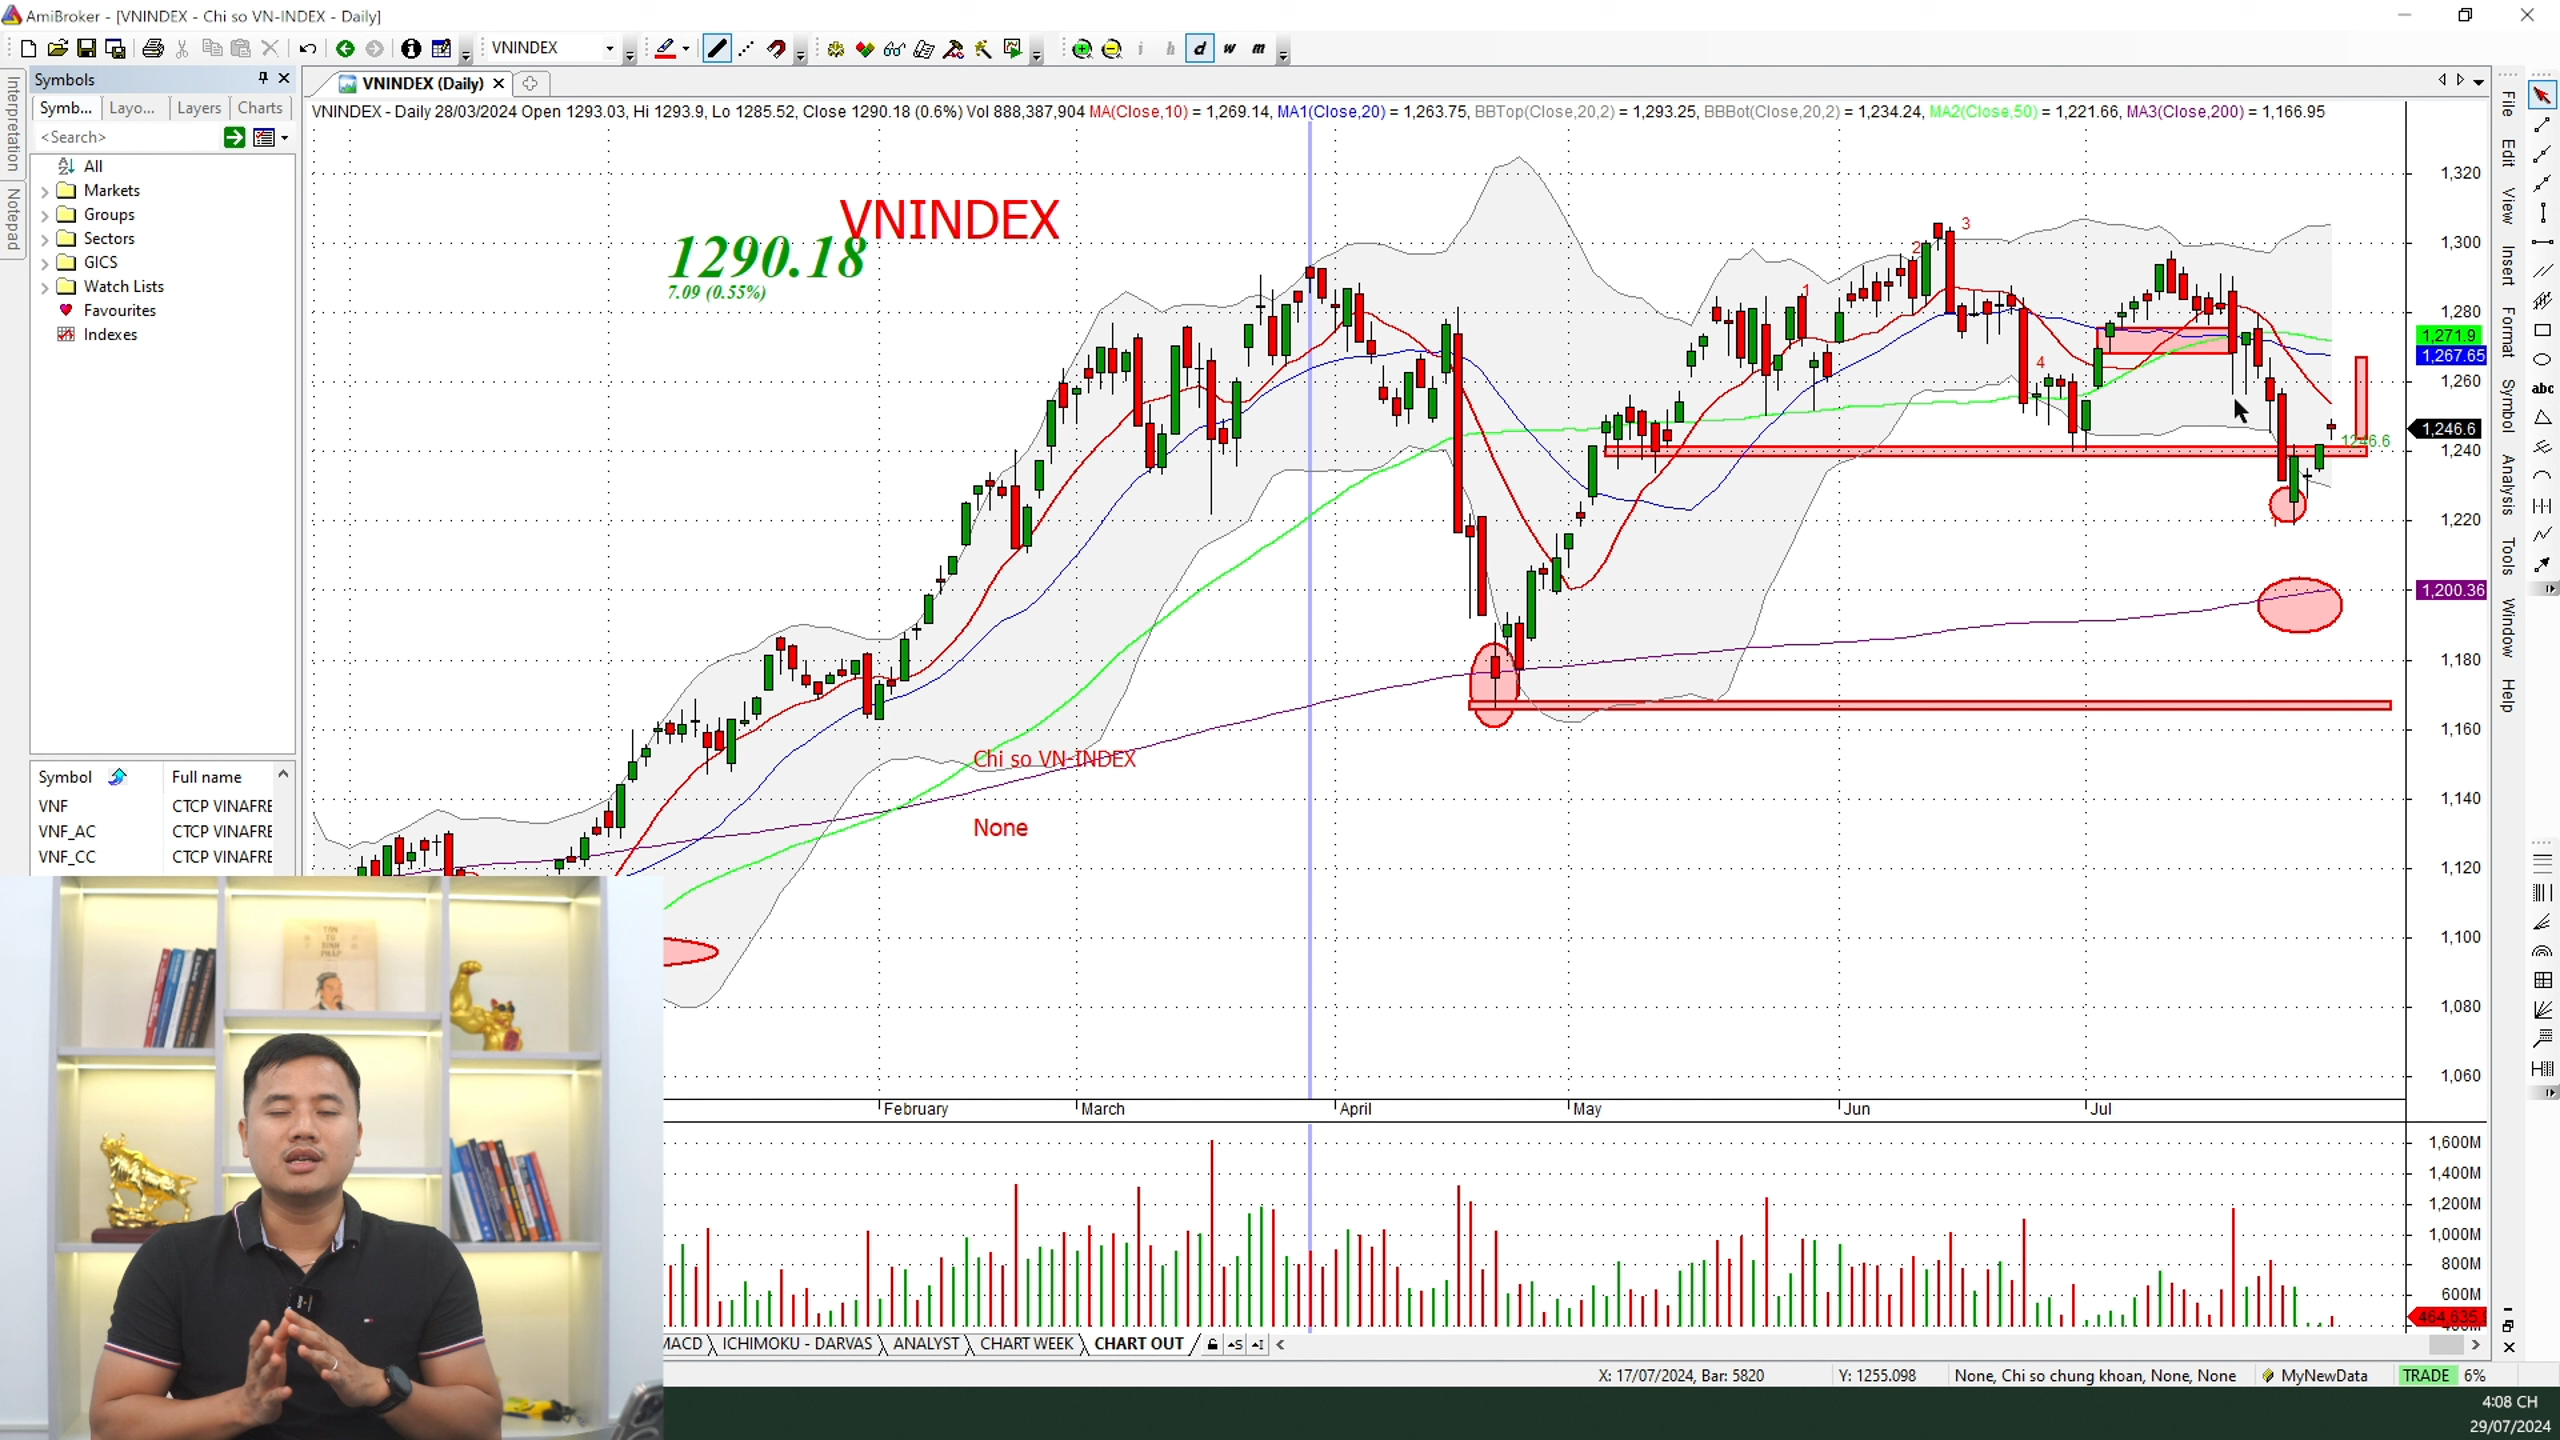 AmiBroker - [VNINDEX - Chi so VN-INDEX - Daily]
VNINDEX
i h d w m
Interpretation
Notepad
Symbols
Symb... Layo... Layers Charts
<Search>
All
Markets
Groups
Sectors
GICS
Watch Lists
Favourites
Indexes
Symbol Full name
VNF CTCP VINAFRE
VNF_AC CTCP VINAFRE
VNF_CC CTCP VINAFRE
VNINDEX (Daily)
VNINDEX - Daily 28/03/2024 Open 1293.03, Hi 1293.9, Lo 1285.52, Close 1290.18 (0.6%) Vol 888,387,904 MA(Close,10) = 1,269.14, MA1(Close,20) = 1,263.75, BBTop(Close,20,2) = 1,293.25, BBBot(Close,20,2) = 1,234.24, MA2(Close,50) = 1,221.66, MA3(Close,200) = 1,166.95
VNINDEX
1290.18
7.09 (0.55%)
1
2
3
4
1246.6
Chi so VN-INDEX
None
1,320
1,300
1,280
1,271.9
1,267.65
1,260
1,246.6
1,240
1,220
1,200.36
1,180
1,160
1,140
1,120
1,100
1,080
1,060
February March April May Jun Jul
1,600M
1,400M
1,200M
1,000M
800M
600M
464,635
File
Edit
View
Insert
Format
Symbol
Analysis
Tools
Window
Help
abc
MACD ICHIMOKU - DARVAS ANALYST CHART WEEK CHART OUT
X: 17/07/2024, Bar: 5820 Y: 1255.098 None, Chi so chung khoan, None, None MyNewData TRADE 6%
4:08 CH
29/07/2024